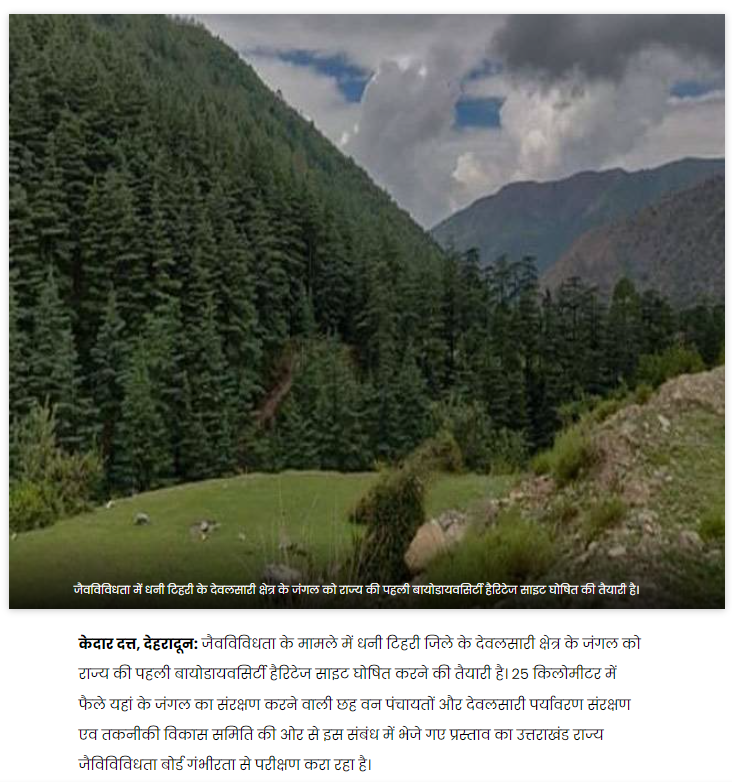 जैवविविधता में धनी टिहरी के देवलसारी क्षेत्र के जंगल को राज्य की पहली बायोडायवर्सिटी हैरिटेज साइट घोषित की तैयारी है।
केदार दत्त, देहरादून: जैवविविधता के मामले में धनी टिहरी जिले के देवलसारी क्षेत्र के जंगल को
राज्य की पहली बायोडायवर्सिटी हैरिटेज साइट घोषित करने की तैयारी है। 25 किलोमीटर में
फैले यहां के जंगल का संरक्षण करने वाली छह वन पंचायतों और देवलसारी पर्यावरण संरक्षण
एव तकनीकी विकास समिति की ओर से इस संबंध में भेजे गए प्रस्ताव का उत्तराखंड राज्य
जैविविविधता बोर्ड गंभीरता से परीक्षण करा रहा है।